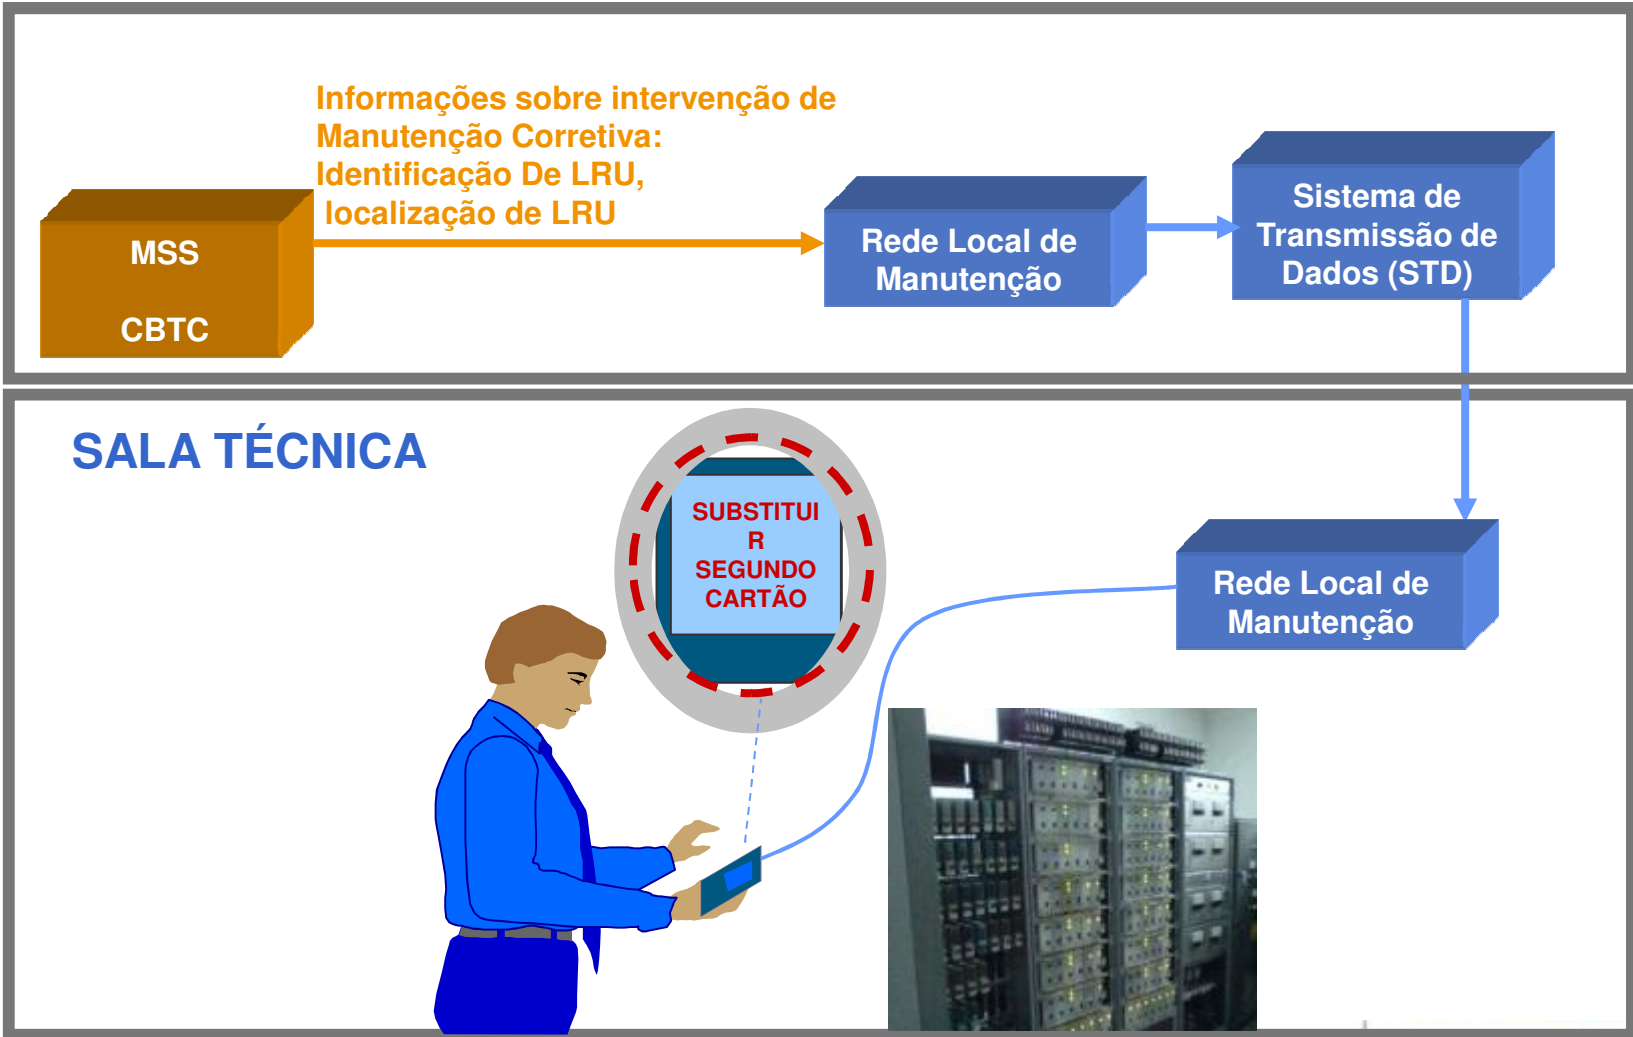 Informações sobre intervenção de
Manutenção Corretiva:
Identificação De LRU,
localização de LRU
MSS
CBTC
Rede Local de
Manutenção
Sistema de
Transmissão de
Dados (STD)
SALA TÉCNICA
SUBSTITUI
R
SEGUNDO
CARTÃO
Rede Local de
Manutenção